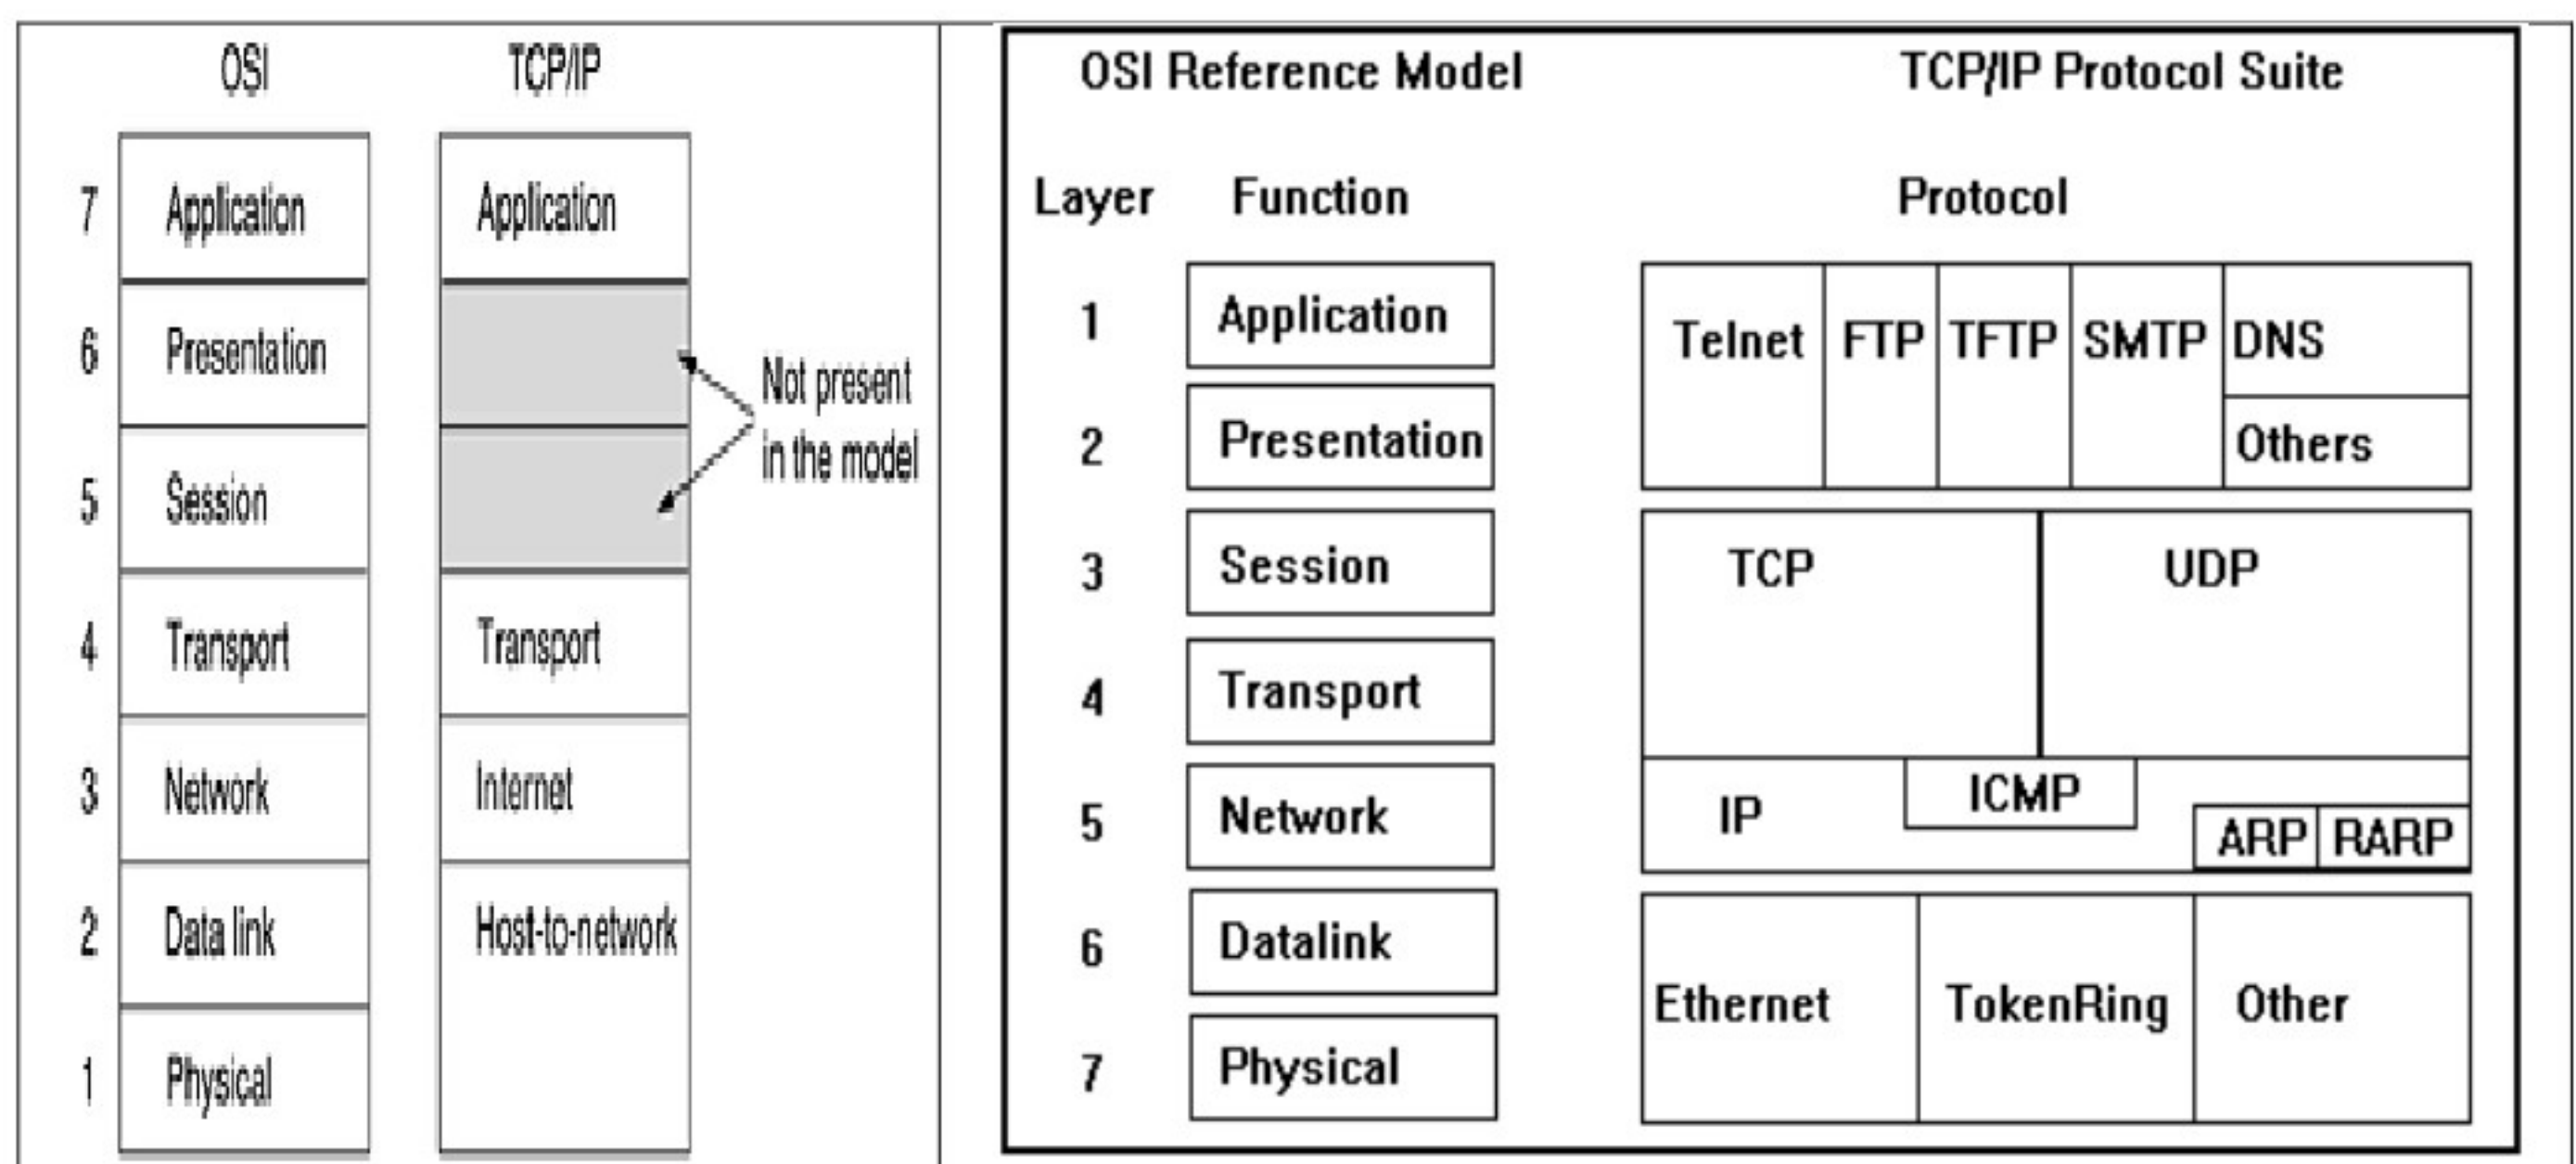 OSI TCP/IP
7 Application Application
6 Presentation
Not present
in the model
5 Session
4 Transport Transport
3 Network Internet
2 Data link Host-to-network
1 Physical
OSI Reference Model TCP/IP Protocol Suite
Layer Function Protocol
1 Application
Telnet FTP TFTP SMTP DNS
2 Presentation
Others
3 Session
TCP UDP
4 Transport
5 Network
IP ICMP
ARP RARP
6 Datalink
Ethernet TokenRing Other
7 Physical